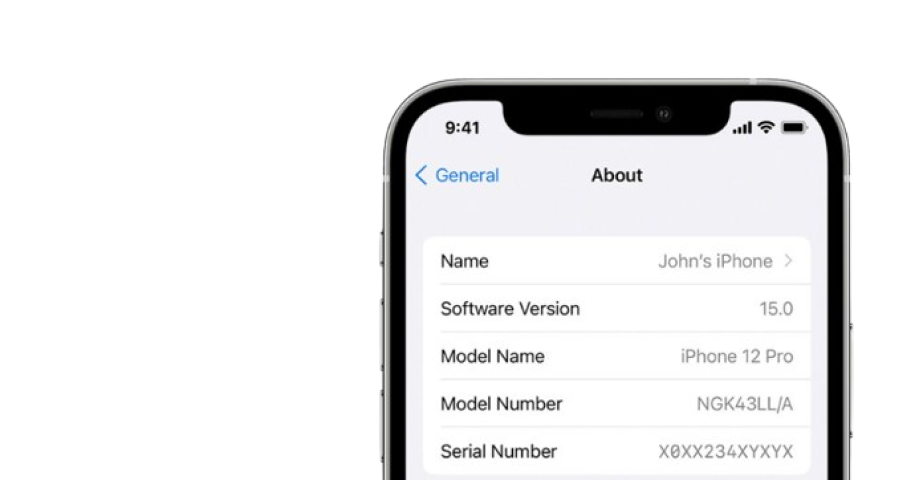 9:41
General
About
Name John's iPhone
Software Version 15.0
Model Name iPhone 12 Pro
Model Number NGK43LL/A
Serial Number X0XX234XYXYX